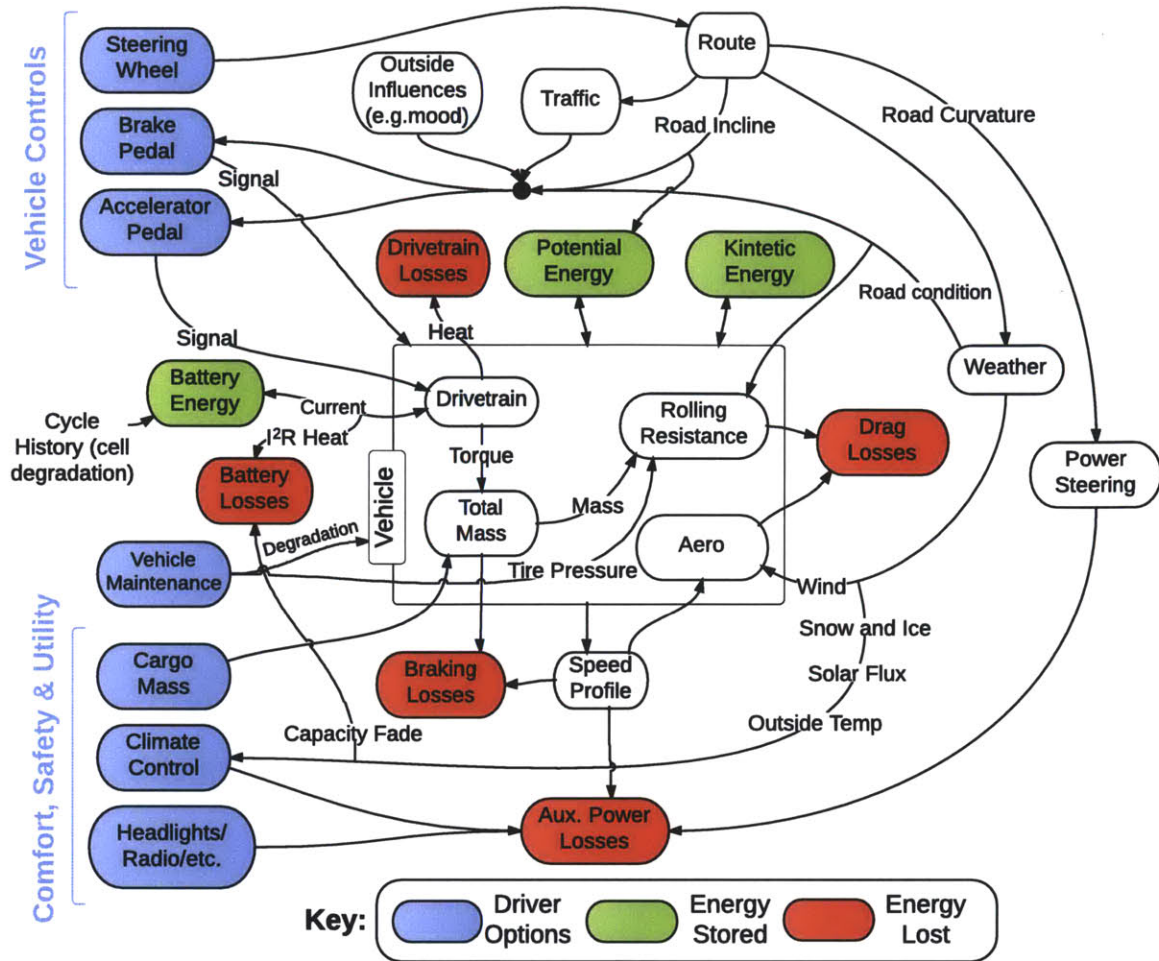 Vehicle Controls
Steering
Wheel
Brake
Pedal
Accelerator
Pedal
Outside
Influences
(e.g.mood)
Traffic
Route
Road Incline
Road Curvature
Signal
Drivetrain
Losses
Potential
Energy
Kintetic
Energy
Road condition
Signal
Heat
Weather
Battery
Energy
Current
Drivetrain
Rolling
Resistance
Drag
Losses
Cycle
History (cell
degradation)
I²R Heat
Battery
Losses
Torque
Power
Steering
Vehicle
Total
Mass
Mass
Aero
Degradation
Vehicle
Maintenance
Tire Pressure
Wind
Comfort, Safety & Utility
Cargo
Mass
Braking
Losses
Speed
Profile
Snow and Ice
Solar Flux
Outside Temp
Capacity Fade
Climate
Control
Headlights/
Radio/etc.
Aux. Power
Losses
Key:
Driver
Options
Energy
Stored
Energy
Lost